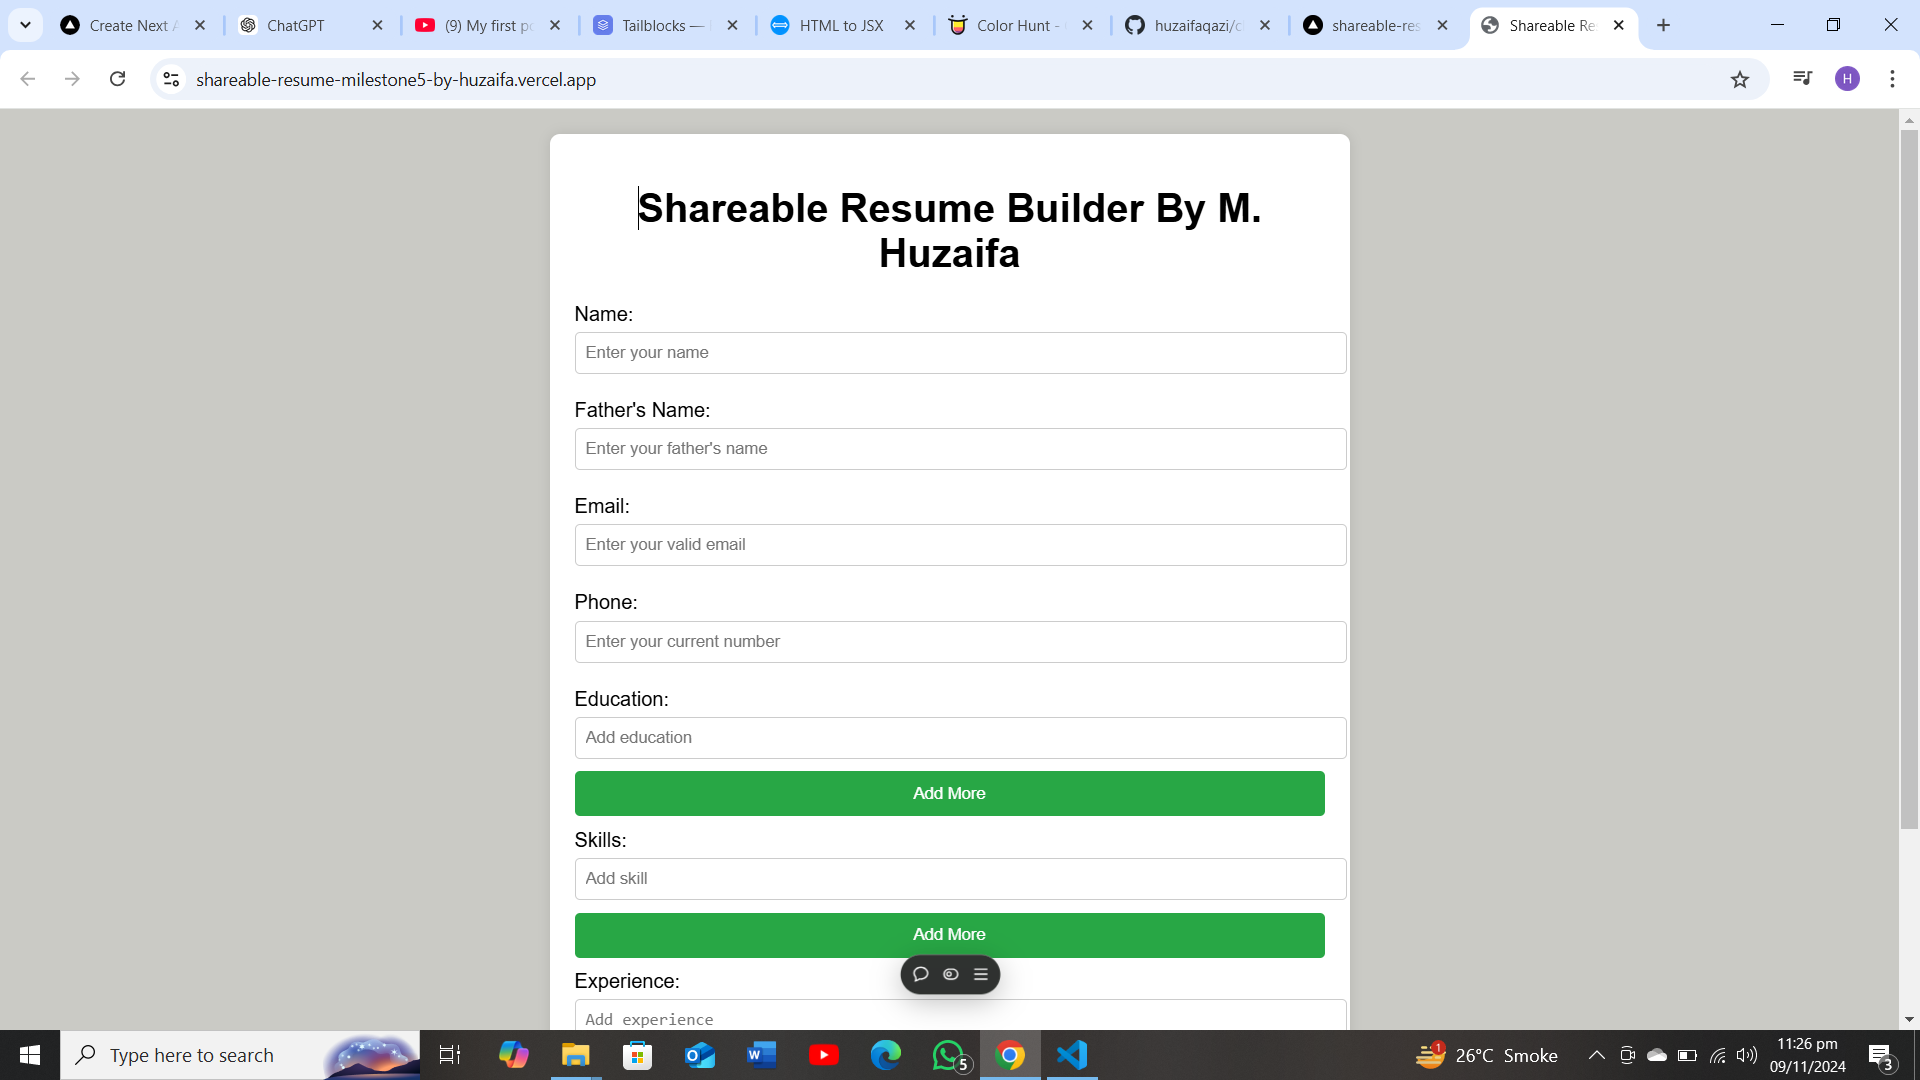 Create Next A
ChatGPT
(9) My first po
Tailblocks —
HTML to JSX
Color Hunt -
huzaifaqazi/c
shareable-res
Shareable Re
shareable-resume-milestone5-by-huzaifa.vercel.app
H
Shareable Resume Builder By M.
Huzaifa
Name:
Enter your name
Father's Name:
Enter your father's name
Email:
Enter your valid email
Phone:
Enter your current number
Education:
Add education
Add More
Skills:
Add skill
Add More
Experience:
Add experience
Type here to search
5
1
26°C Smoke
11:26 pm
09/11/2024
3